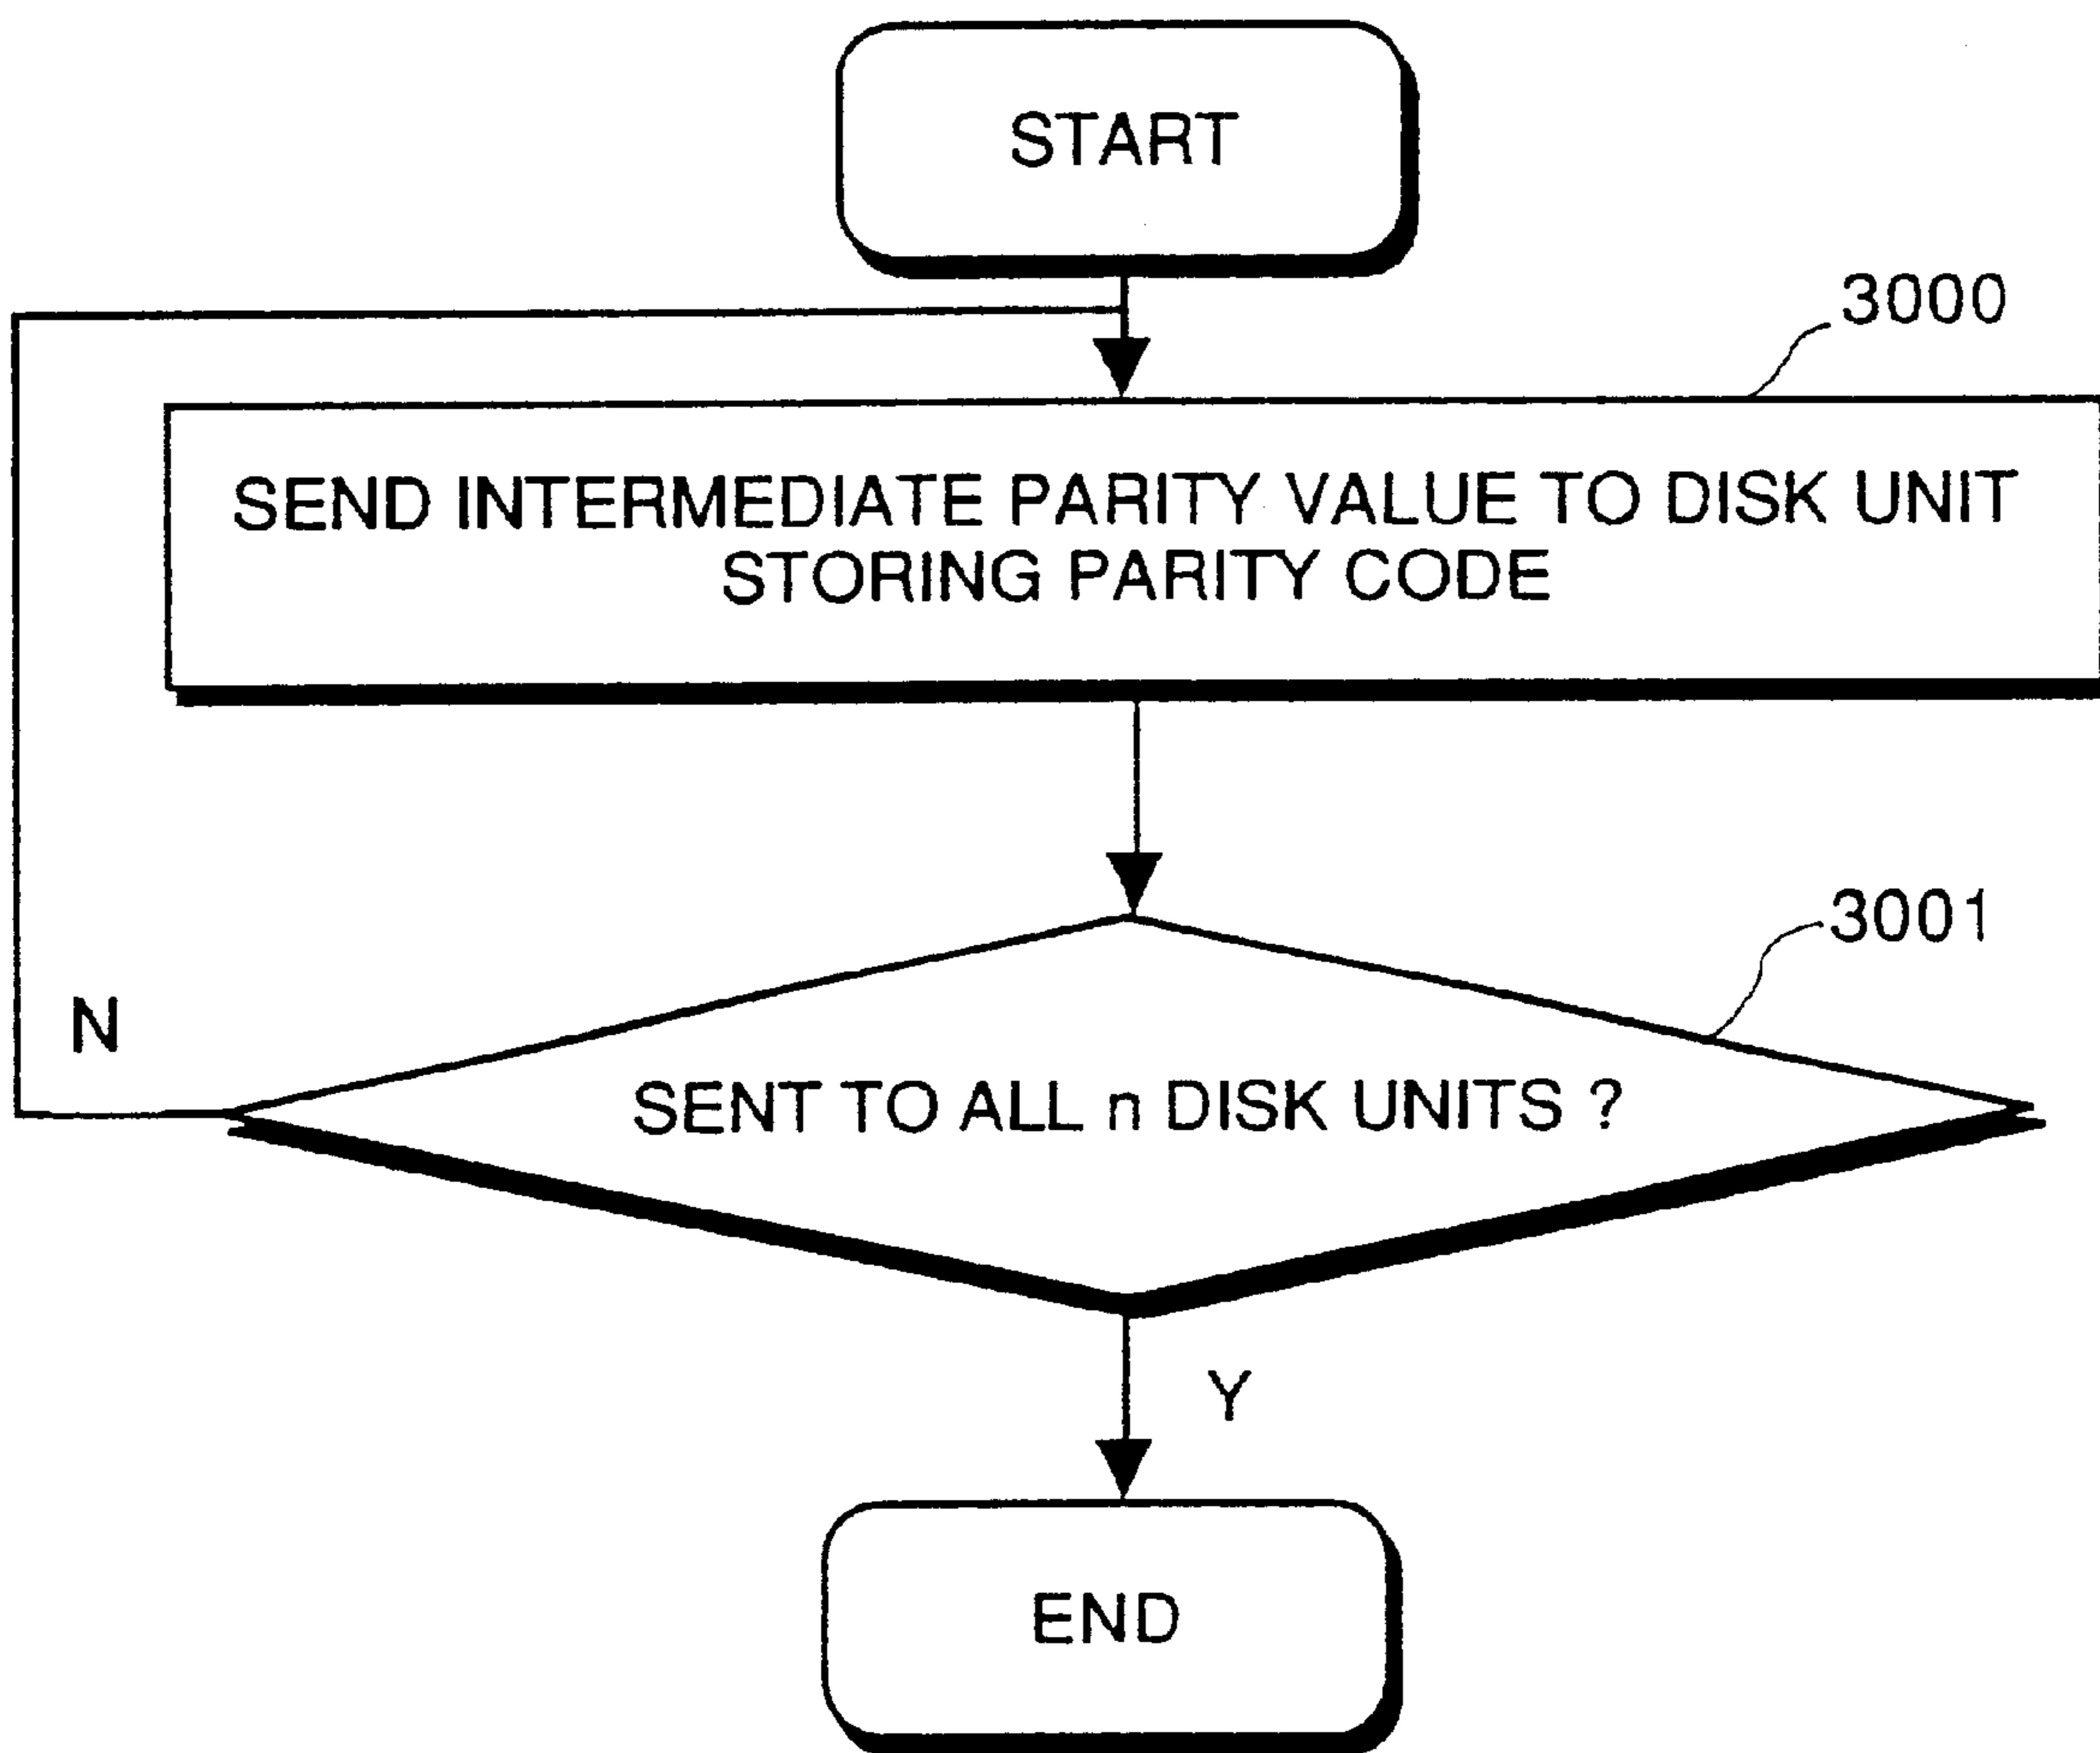 START
3000
SEND INTERMEDIATE PARITY VALUE TO DISK UNIT
STORING PARITY CODE
3001
N
SENT TO ALL n DISK UNITS ?
Y
END